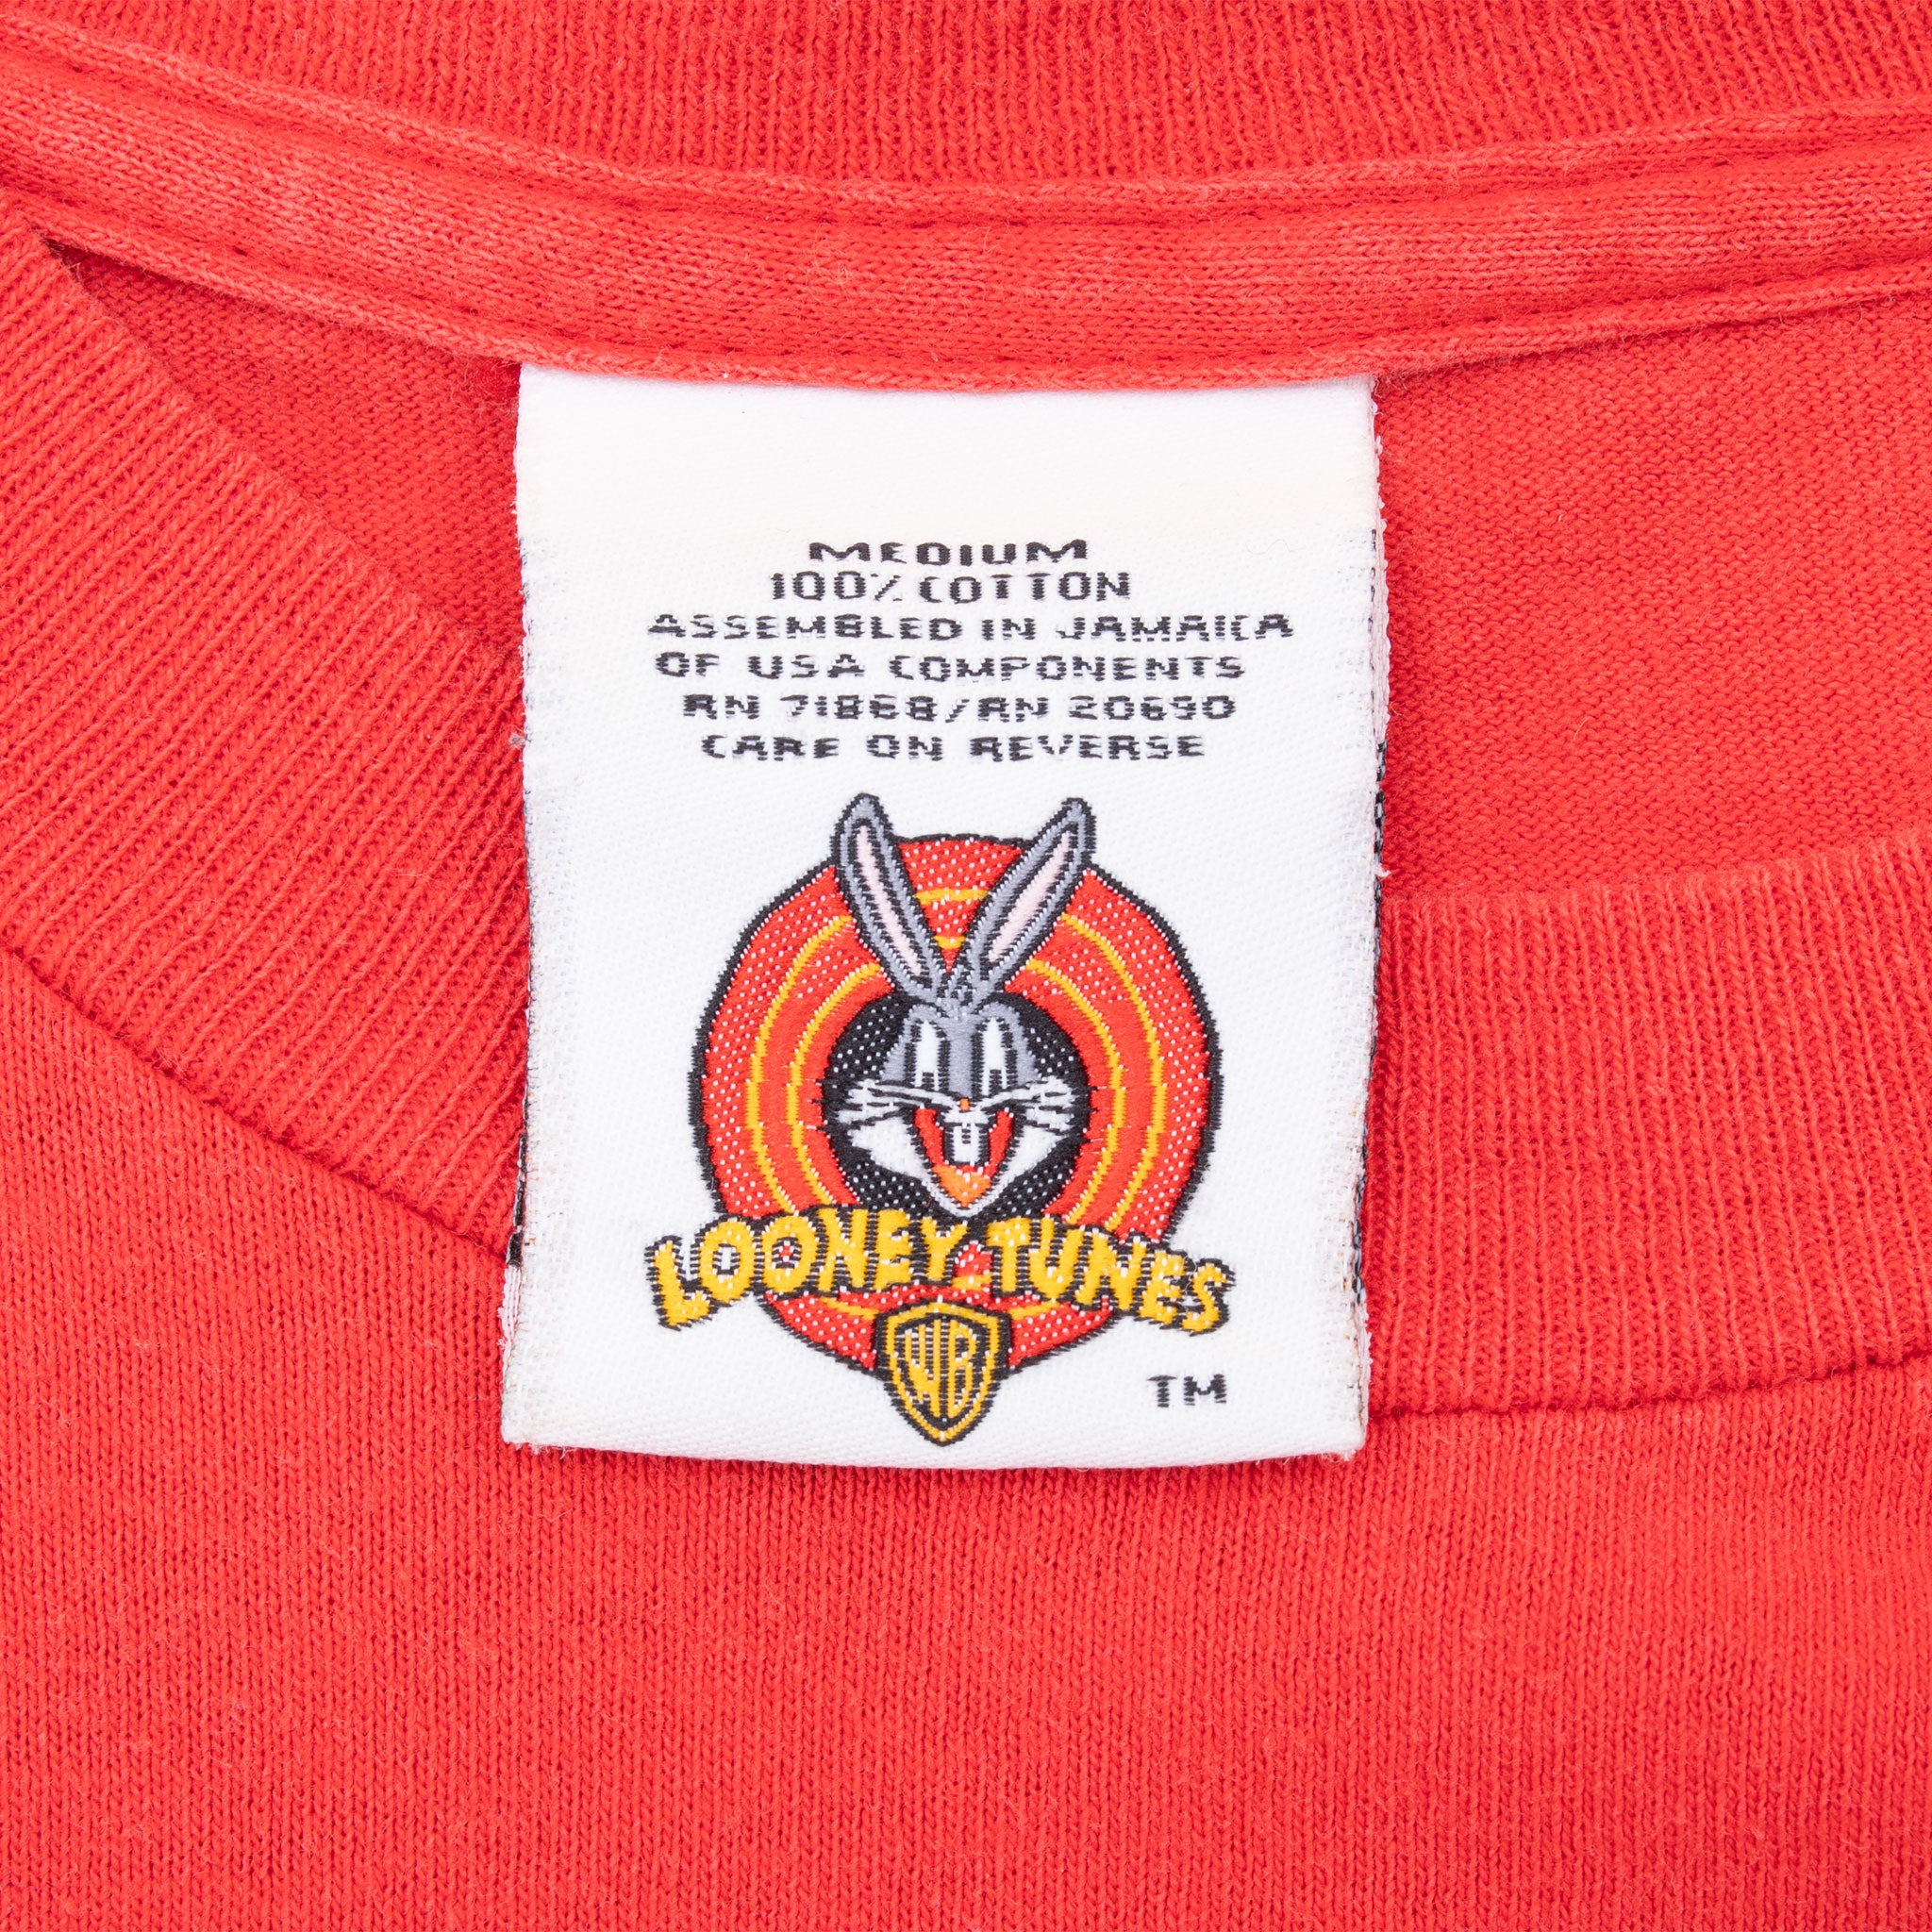 MEDIUM
100% COTTON
ASSEMBLED IN JAMAICA
OF USA COMPONENTS
RN 71868/RN 20690
CARE ON REVERSE
LOONEY TUNES
WB
TM